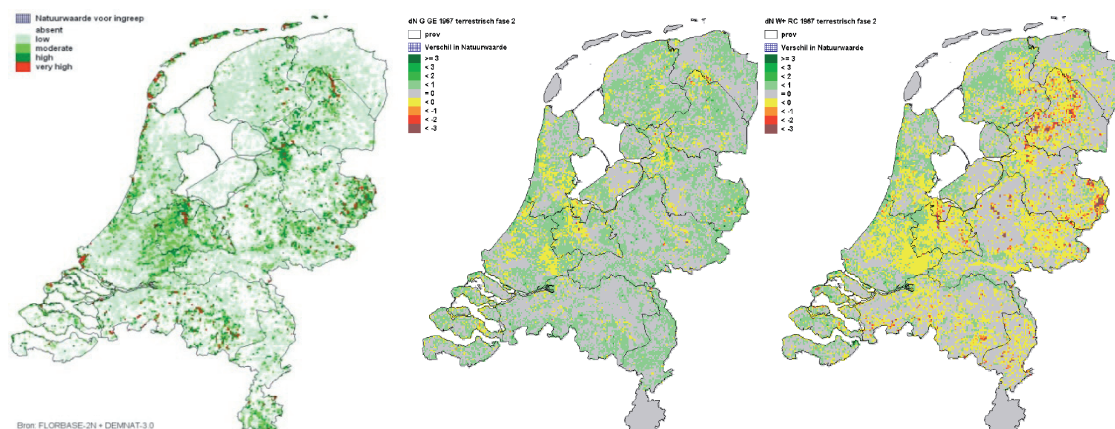 Natuurwaarde voor ingreep
absent
low
moderate
high
very high
Bron: FLORBASE-2N + DEMNAT-3.0
dN G GE 1967 terrestrisch fase 2
prov
Verschil in Natuurwaarde
>= 3
< 3
< 2
< 1
= 0
< 0
< -1
< -2
< -3
dN W+ RC 1967 terrestrisch fase 2
prov
Verschil in Natuurwaarde
>= 3
< 3
< 2
< 1
= 0
< 0
< -1
< -2
< -3